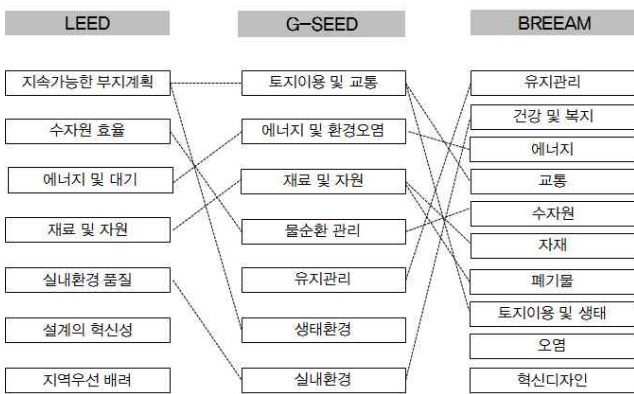 LEED
G-SEED
BREEAM
지속가능한 부지계획
수자원 효율
에너지 및 대기
재료 및 자원
실내환경 품질
설계의 혁신성
지역우선 배려
토지이용 및 교통
에너지 및 환경오염
재료 및 자원
물순환 관리
유지관리
생태환경
실내환경
유지관리
건강 및 복지
에너지
교통
수자원
자재
폐기물
토지이용 및 생태
오염
혁신디자인